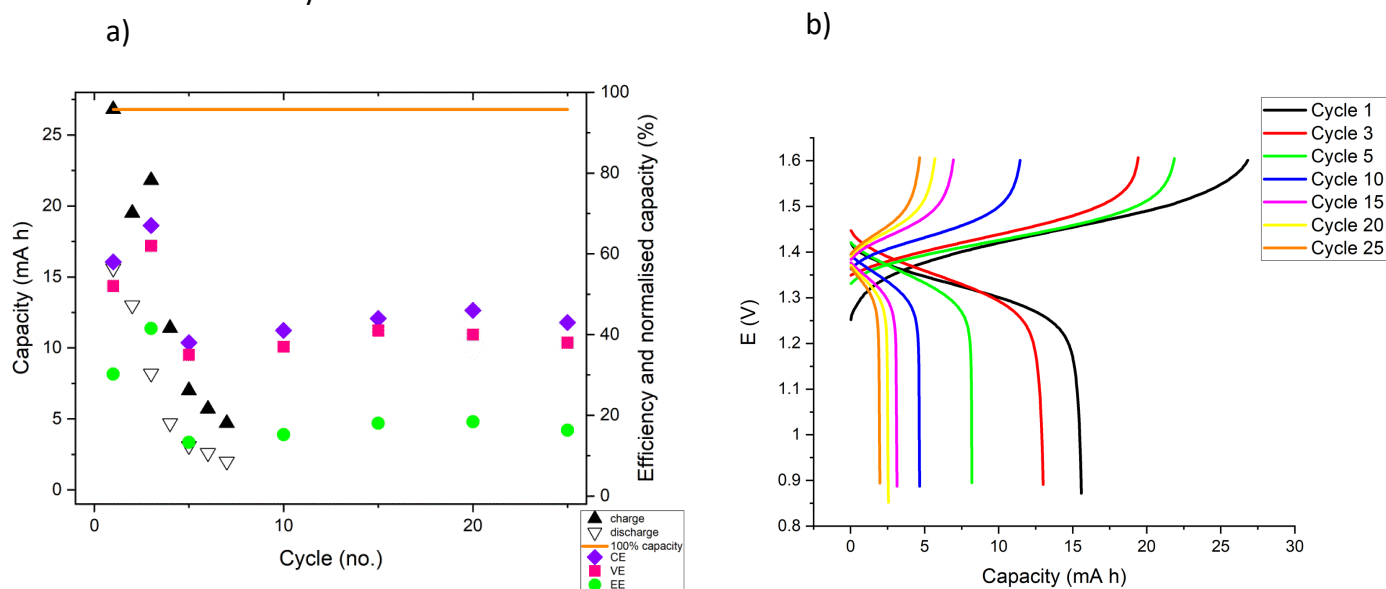 a)
b)
Capacity (mA h)
25
20
15
10
5
0
0
10
20
Cycle (no.)
100
80
60
40
20
0
Efficiency and normalised capacity (%)
charge
discharge
100% capacity
CE
VE
EE
E (V)
1.6
1.5
1.4
1.3
1.2
1.1
1
0.9
0.8
0
5
10
15
20
25
30
Capacity (mA h)
Cycle 1
Cycle 3
Cycle 5
Cycle 10
Cycle 15
Cycle 20
Cycle 25